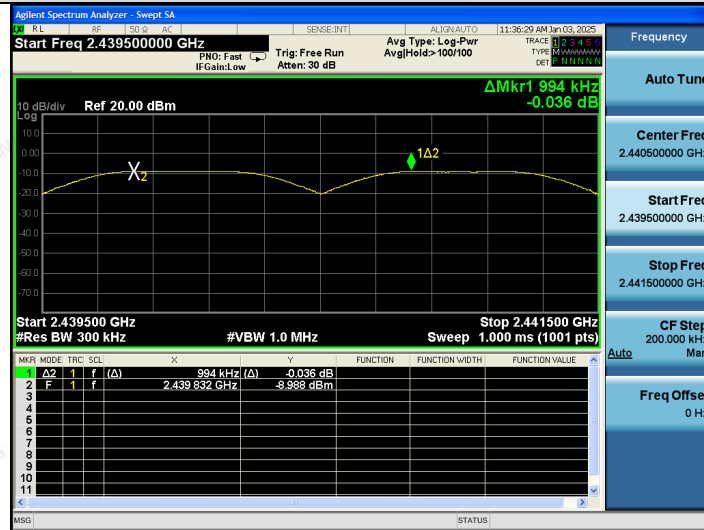 Agilent Spectrum Analyzer - Swept SA
LXI RL RF 50 Ω AC SENSE:INT ALIGNAUTO 11:36:29 AM Jan 03, 2025
Start Freq 2.439500000 GHz
PNO: Fast
IFGain:Low
Trig: Free Run
Atten: 30 dB
Avg Type: Log-Pwr
Avg|Hold:>100/100
TRACE 1 2 3 4 5 6
TYPE M
DET P N N N N N
Frequency
ΔMkr1 994 kHz
-0.036 dB
10 dB/div Ref 20.00 dBm
Log
10.0
0.00
-10.0
-20.0
-30.0
-50.0
-60.0
-70.0
1Δ2
X2
Start 2.439500 GHz Stop 2.441500 GHz
#Res BW 300 kHz #VBW 1.0 MHz Sweep 1.000 ms (1001 pts)
MKR MODE TRC SCL X Y FUNCTION FUNCTION WIDTH FUNCTION VALUE
1 Δ2 1 f (Δ) 994 kHz (Δ) -0.036 dB
2 F 1 f 2.439 832 GHz -8.988 dBm
3
4
5
6
7
8
9
10
11
MSG STATUS
Auto Tune
Center Freq
2.440500000 GHz
Start Freq
2.439500000 GHz
Stop Freq
2.441500000 GHz
CF Step
200.000 kHz
Auto Man
Freq Offset
0 Hz